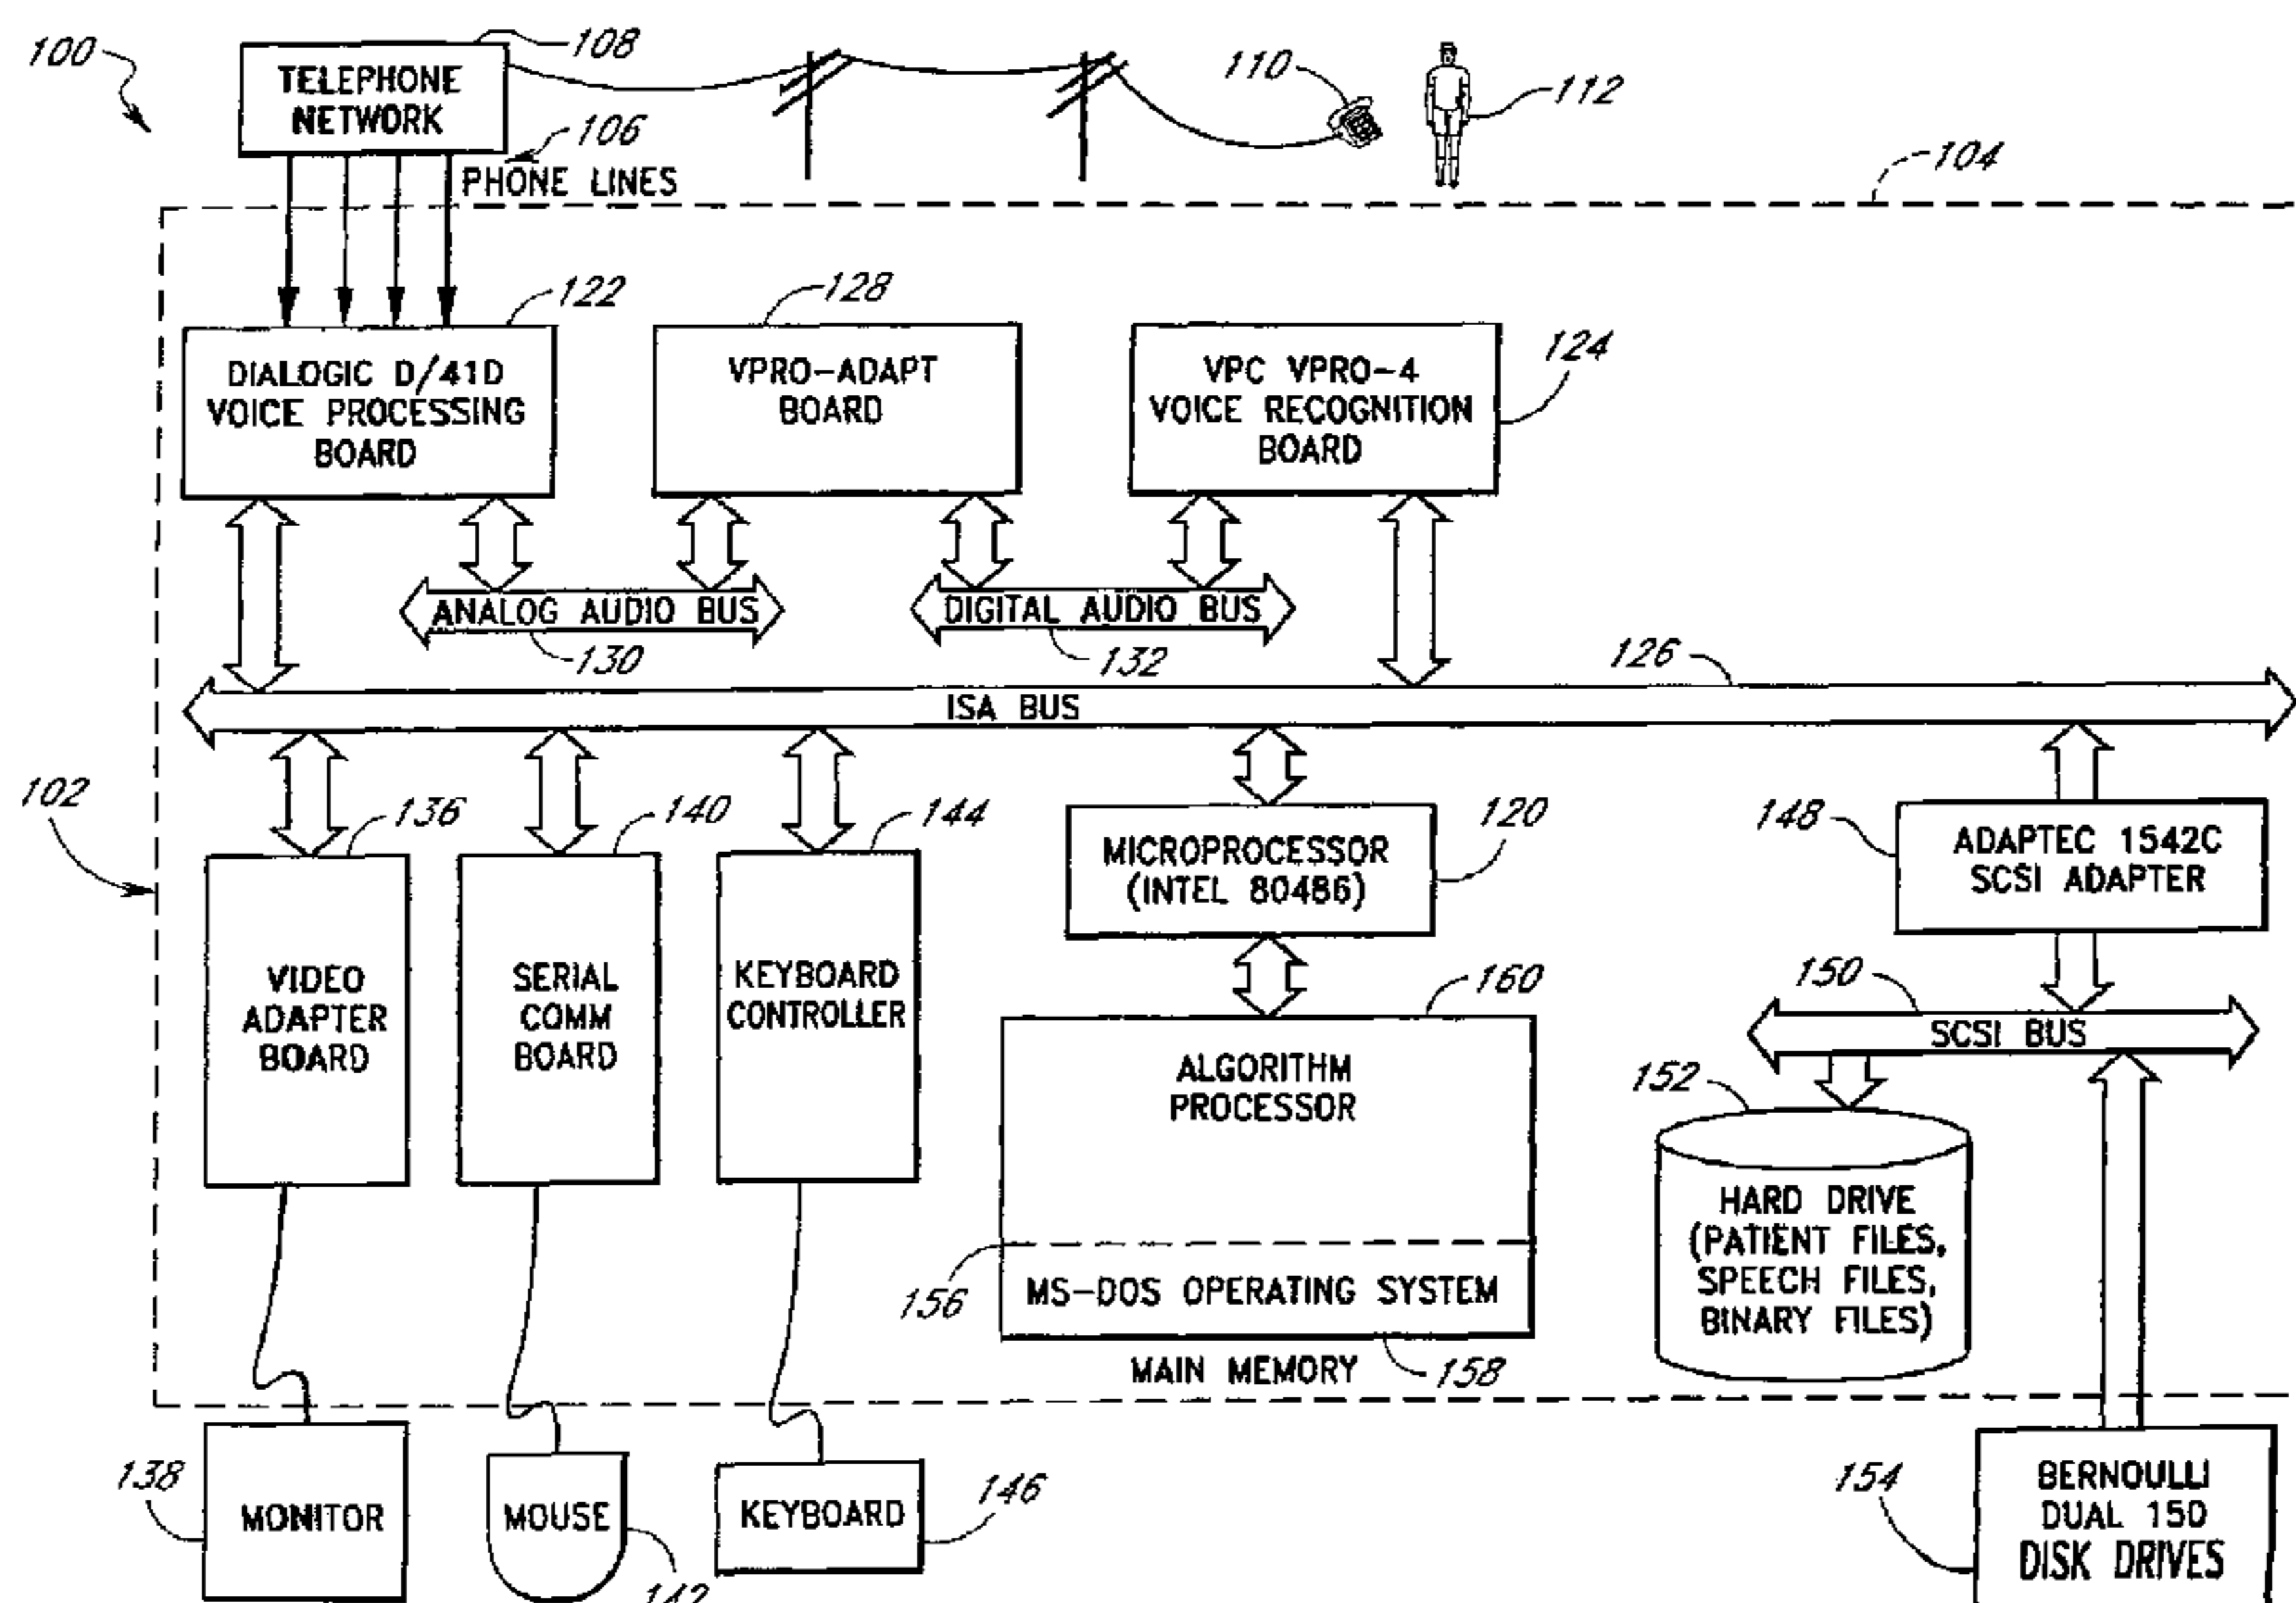 100
108
TELEPHONE
NETWORK
110
112
106
PHONE LINES
104
122
128
124
DIALOGIC D/41D
VOICE PROCESSING
BOARD
VPRO-ADAPT
BOARD
VPC VPRO-4
VOICE RECOGNITION
BOARD
ANALOG AUDIO BUS
DIGITAL AUDIO BUS
130
132
126
ISA BUS
102
136
140
144
120
148
MICROPROCESSOR
(INTEL 80486)
ADAPTEC 1542C
SCSI ADAPTER
VIDEO
ADAPTER
BOARD
SERIAL
COMM
BOARD
KEYBOARD
CONTROLLER
160
150
SCSI BUS
ALGORITHM
PROCESSOR
152
HARD DRIVE
(PATIENT FILES,
SPEECH FILES,
BINARY FILES)
156
MS-DOS OPERATING SYSTEM
MAIN MEMORY
158
138
MONITOR
MOUSE
142
KEYBOARD
146
154
BERNOULLI
DUAL 150
DISK DRIVES